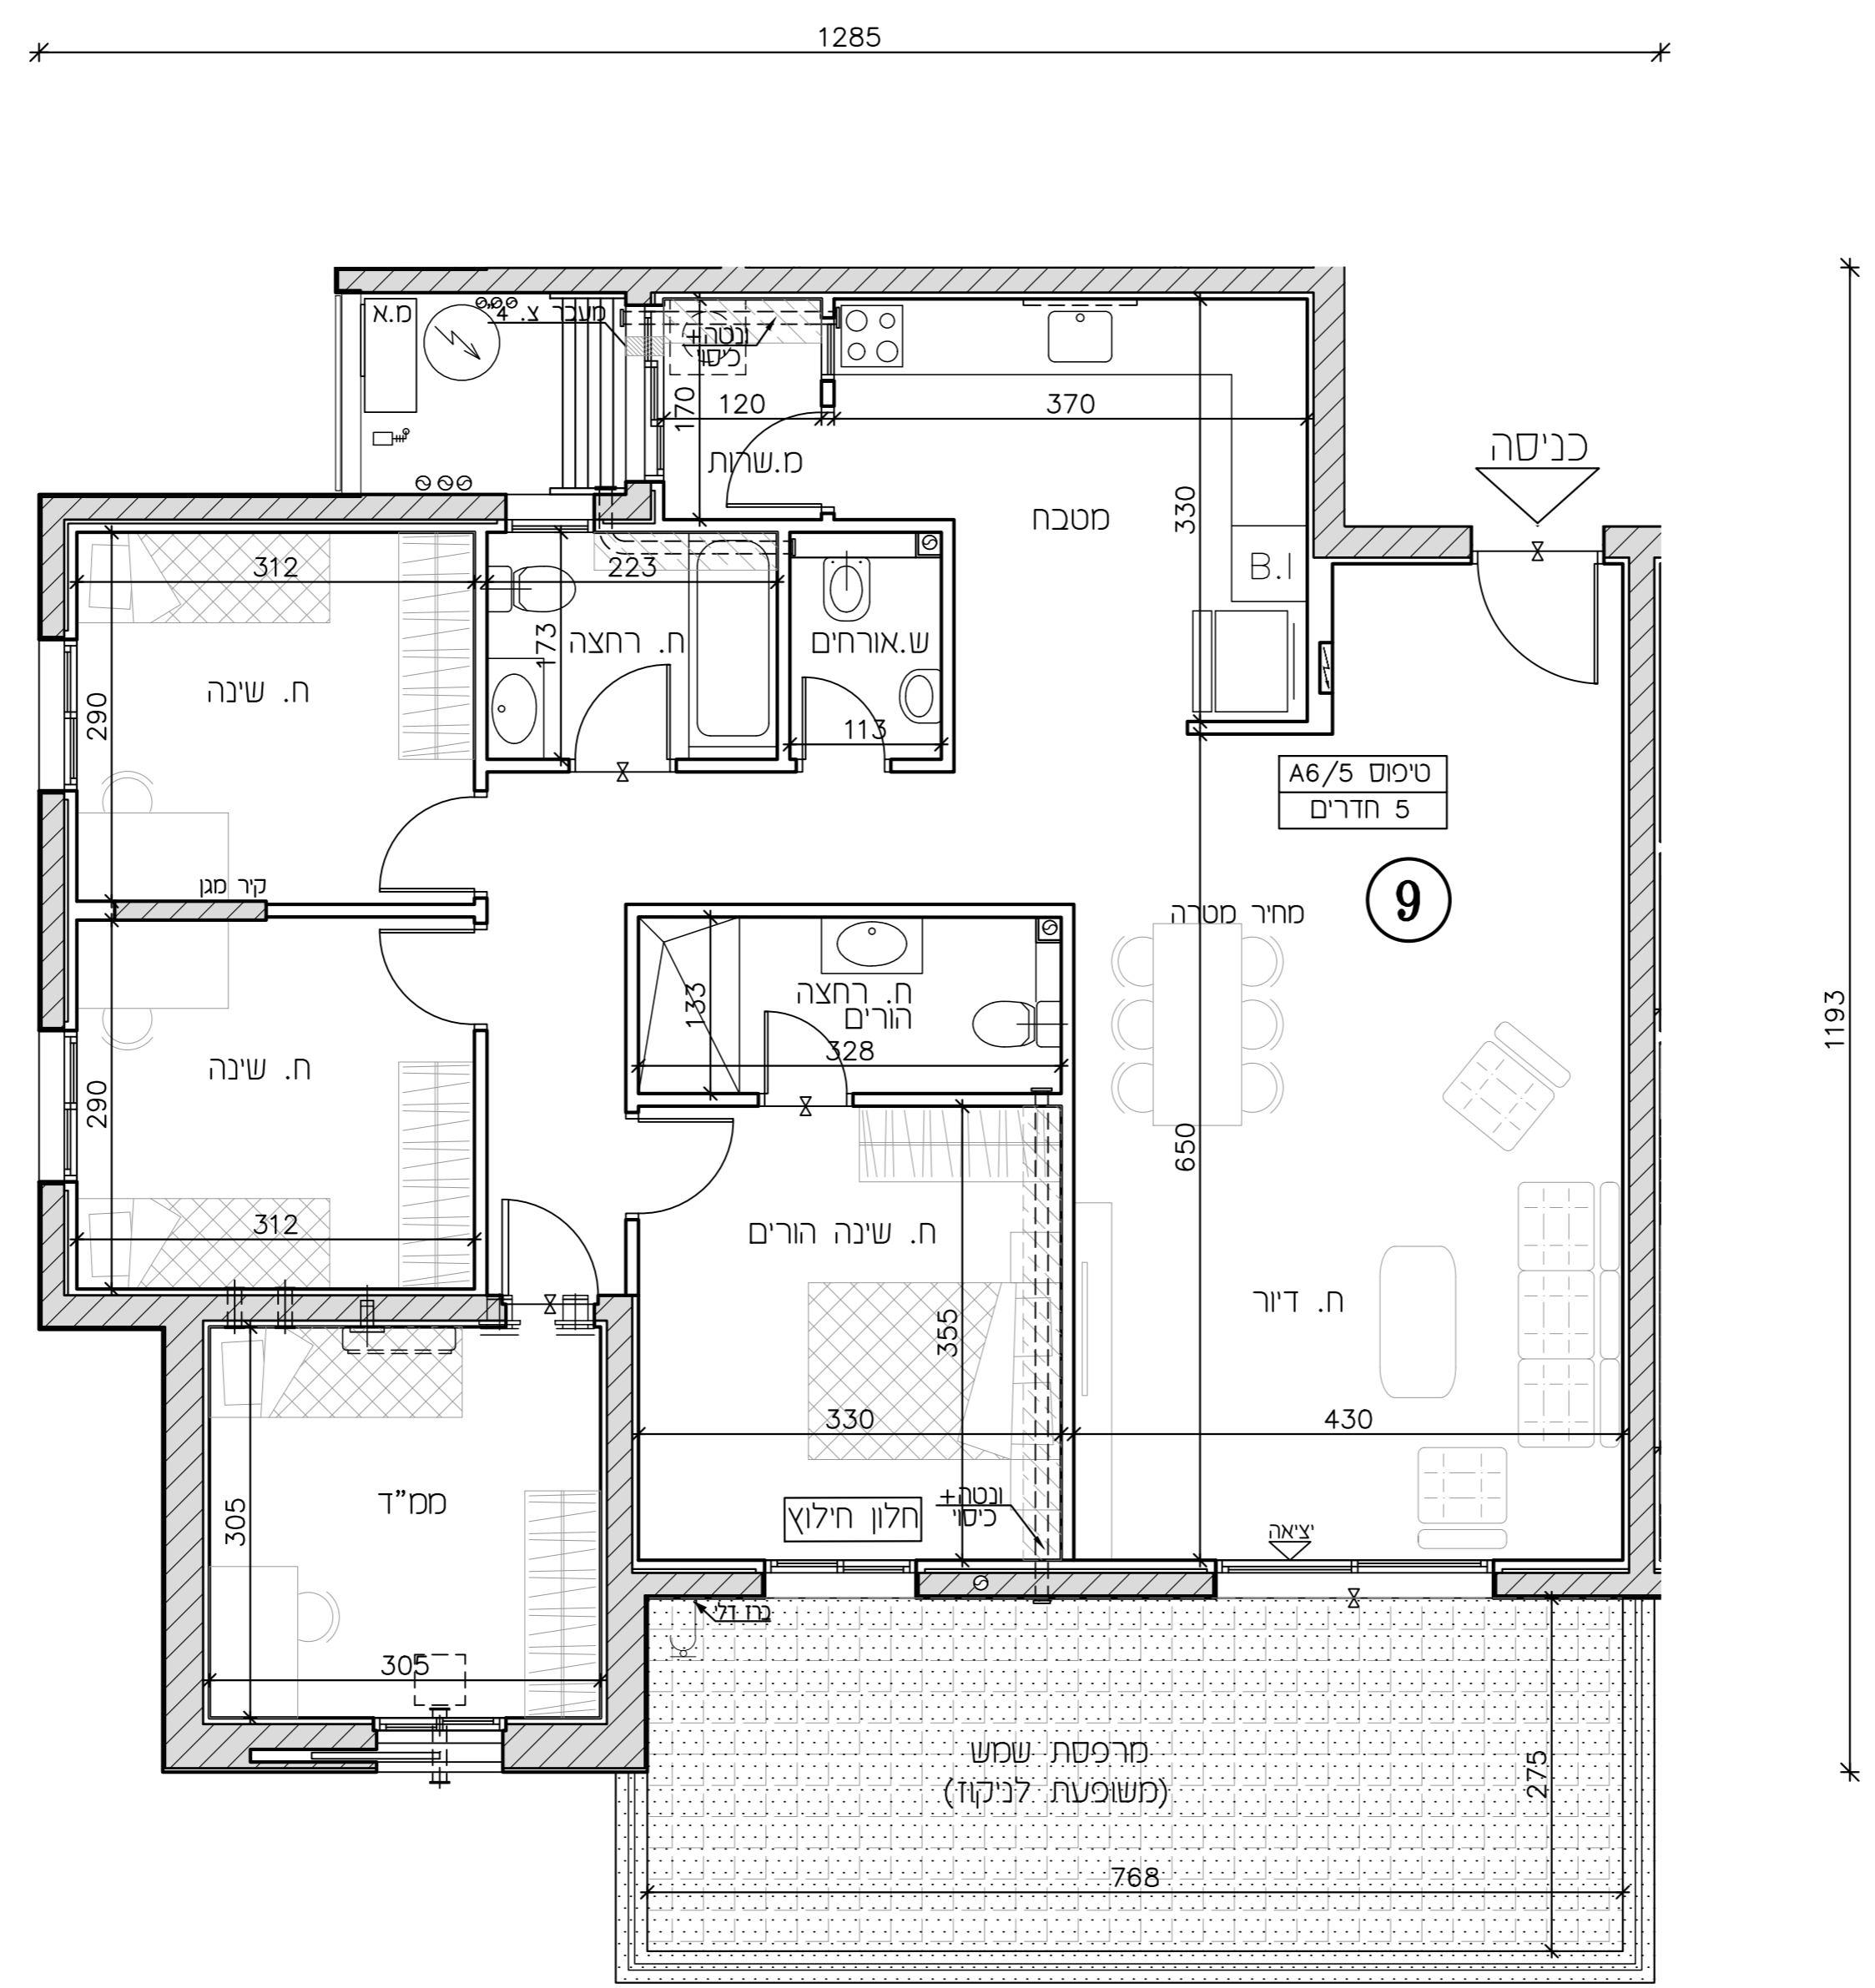 1285
מ.א
מעבר צ. 4"
ונטה+
כיסוי
170
120
370
כניסה
מ.שרות
מטבח
330
B.I
312
223
173
ח. רחצה
ש.אורחים
113
290
ח. שינה
טיפוס A6/5
5 חדרים
9
קיר מגן
מחיר מטרה
133
ח. רחצה
הורים
328
1193
290
ח. שינה
650
312
ח. שינה הורים
355
ח. דיור
330
430
305
ממ"ד
חלון חילוץ
ונטה+
כיסוי
יציאה
ברז דלי
305
מרפסת שמש
(משופעת לניקוז)
275
768